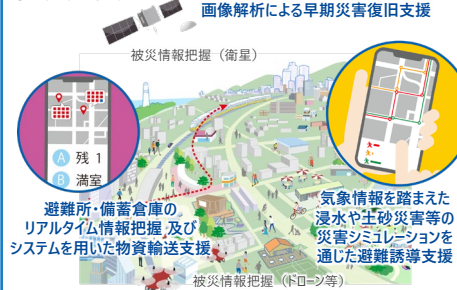 画像解析による早期災害復旧支援
被災情報把握（衛星）
A 残 1
B 満室
避難所・備蓄倉庫の
リアルタイム情報把握 及び
システムを用いた物資輸送支援
気象情報を踏まえた
浸水や土砂災害等の
災害シミュレーションを
通じた避難誘導支援
被災情報把握（ドローン等）